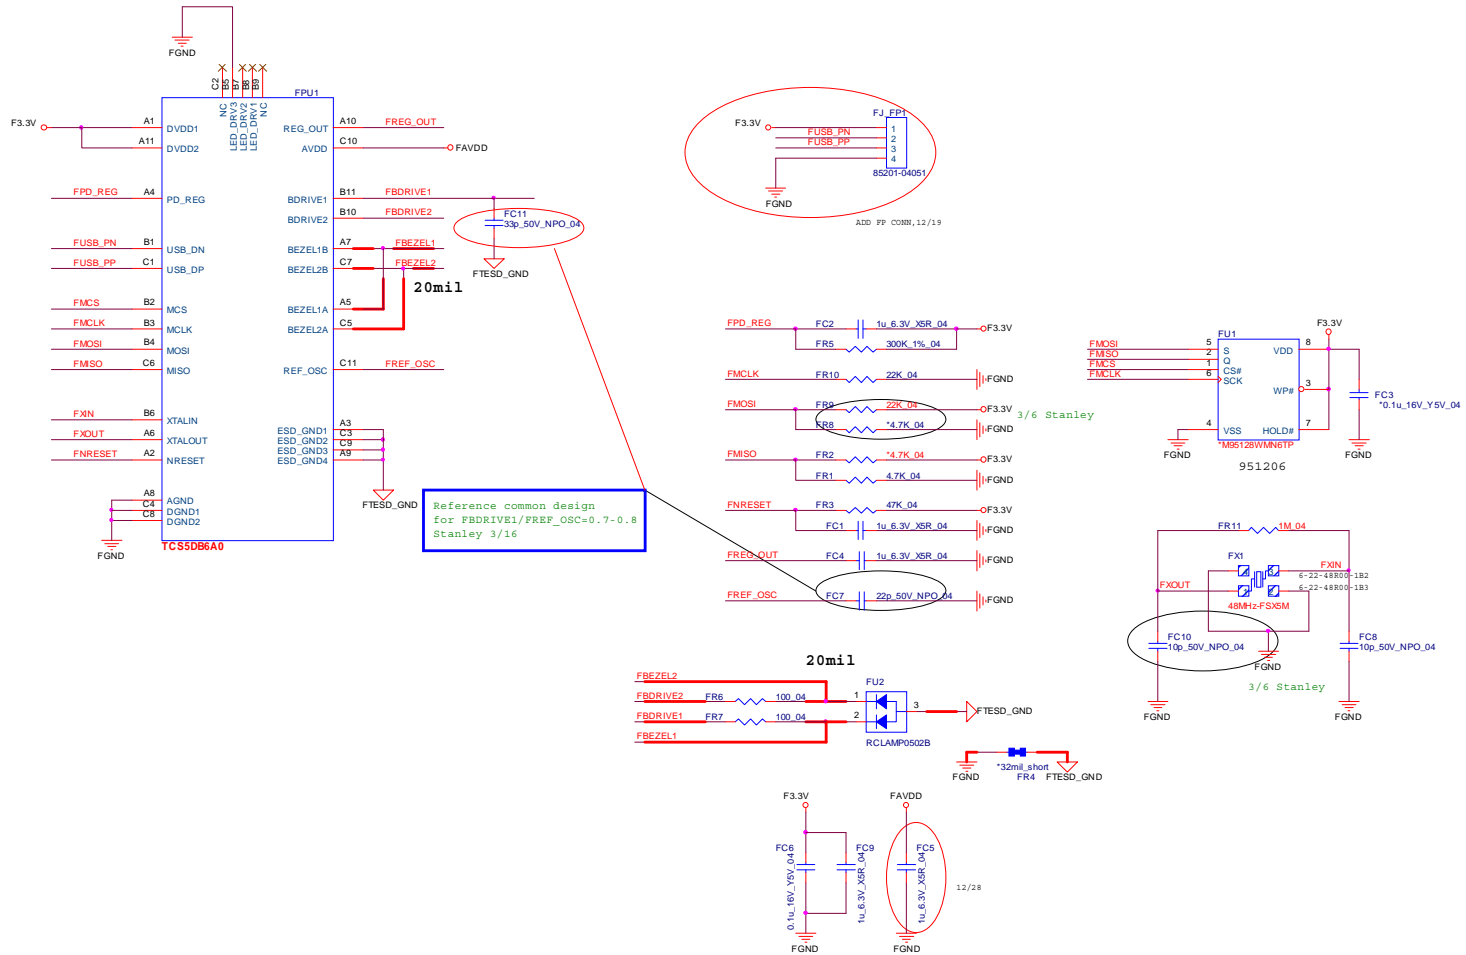 FGND
C2
B5
B7
B8
B9
FPU1
NC
LED_DRV3
LED_DRV2
LED_DRV1
NC
F3.3V
A1
DVDD1
A11
DVDD2
FPD_REG
A4
PD_REG
FUSB_PN
B1
USB_DN
FUSB_PP
C1
USB_DP
FMCS
B2
MCS
FMCLK
B3
MCLK
FMOSI
B4
MOSI
FMISO
C6
MISO
FXIN
B6
XTALIN
FXOUT
A6
XTALOUT
FNRESET
A2
NRESET
A8
AGND
C4
DGND1
C8
DGND2
FGND
TCS5DB6A0
REG_OUT
A10
FREG_OUT
AVDD
C10
FAVDD
BDRIVE1
B11
FBDRIVE1
BDRIVE2
B10
FBDRIVE2
BEZEL1B
A7
FBEZEL1
BEZEL2B
C7
FBEZEL2
20mil
BEZEL1A
A5
BEZEL2A
C5
REF_OSC
C11
FREF_OSC
ESD_GND1
A3
ESD_GND2
C3
ESD_GND3
C9
ESD_GND4
A9
FTESD_GND
FC11
33p_50V_NPO_04
FTESD_GND
Reference common design
for FBDRIVE1/FREF_OSC=0.7-0.8
Stanley 3/16
FJ_FP1
F3.3V
1
FUSB_PN
2
FUSB_PP
3
4
85201-04051
FGND
ADD FP CONN,12/19
FPD_REG
FC2
1u_6.3V_X5R_04
F3.3V
FR5
300K_1%_04
FMCLK
FR10
22K_04
FGND
FMOSI
FR9
22K_04
F3.3V
3/6 Stanley
FR8
*4.7K_04
FGND
FMISO
FR2
*4.7K_04
F3.3V
FR1
4.7K_04
FGND
FNRESET
FR3
47K_04
F3.3V
FC1
1u_6.3V_X5R_04
FGND
FREG_OUT
FC4
1u_6.3V_X5R_04
FGND
FREF_OSC
FC7
22p_50V_NPO_04
FGND
F3.3V
FU1
FMOSI
5
S
FMISO
2
Q
FMCS
1
CS#
FMCLK
6
SCK
VDD
8
WP#
3
4
VSS
HOLD#
7
*M95128WMN6TP
951206
FGND
FC3
*0.1u_16V_Y5V_04
FGND
FR11
1M_04
FX1
FXIN
6-22-48R00-1B2
6-22-48R00-1B3
FXOUT
48MHz-FSX5M
FC10
10p_50V_NPO_04
FGND
FC8
10p_50V_NPO_04
3/6 Stanley
FGND
FGND
20mil
FBEZEL2
FBDRIVE2
FR6
100_04
FBDRIVE1
FR7
100_04
FBEZEL1
FU2
1
2
3
FTESD_GND
RCLAMP0502B
*32mil_short
FR4
FGND
FTESD_GND
F3.3V
FAVDD
FC6
0.1u_16V_Y5V_04
FC9
1u_6.3V_X5R_04
FC5
1u_6.3V_X5R_04
12/28
FGND
FGND